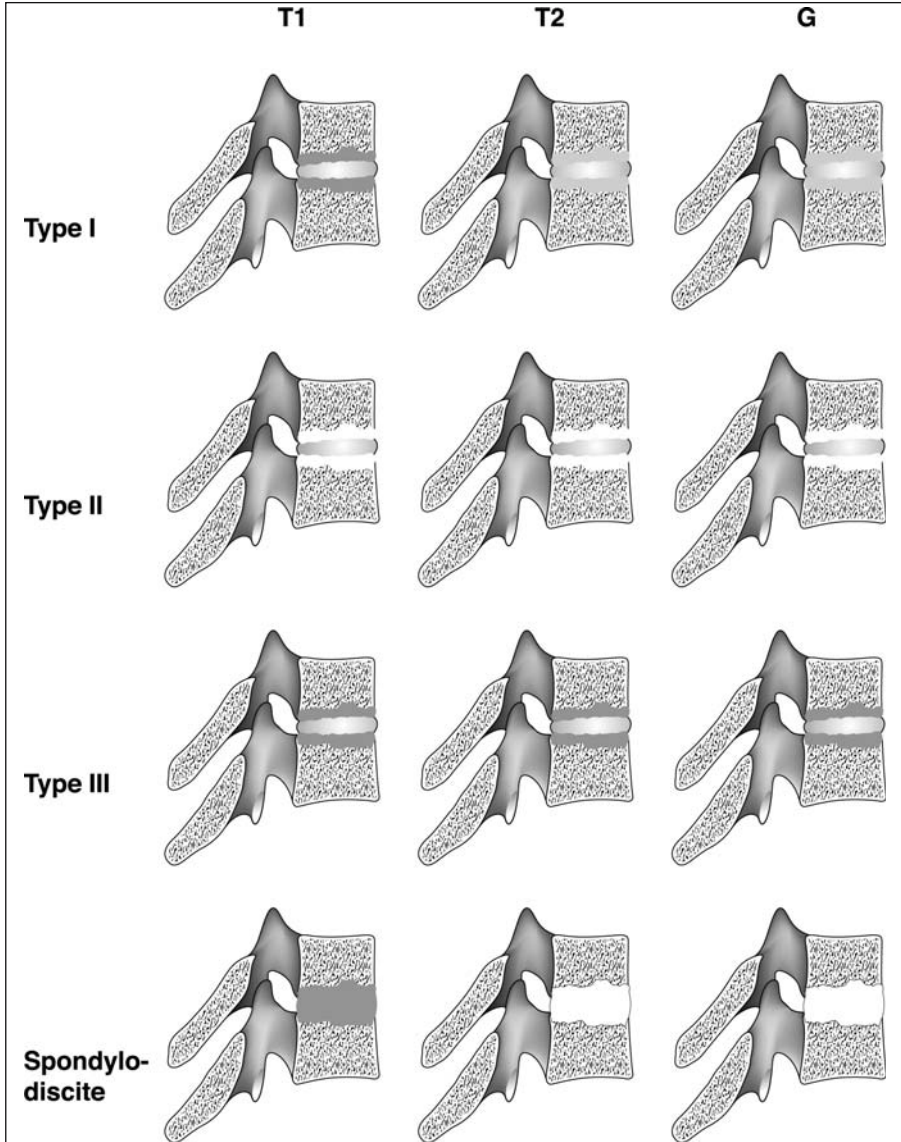 T1 T2 G
Type I
Type II
Type III
Spondylo-
discite